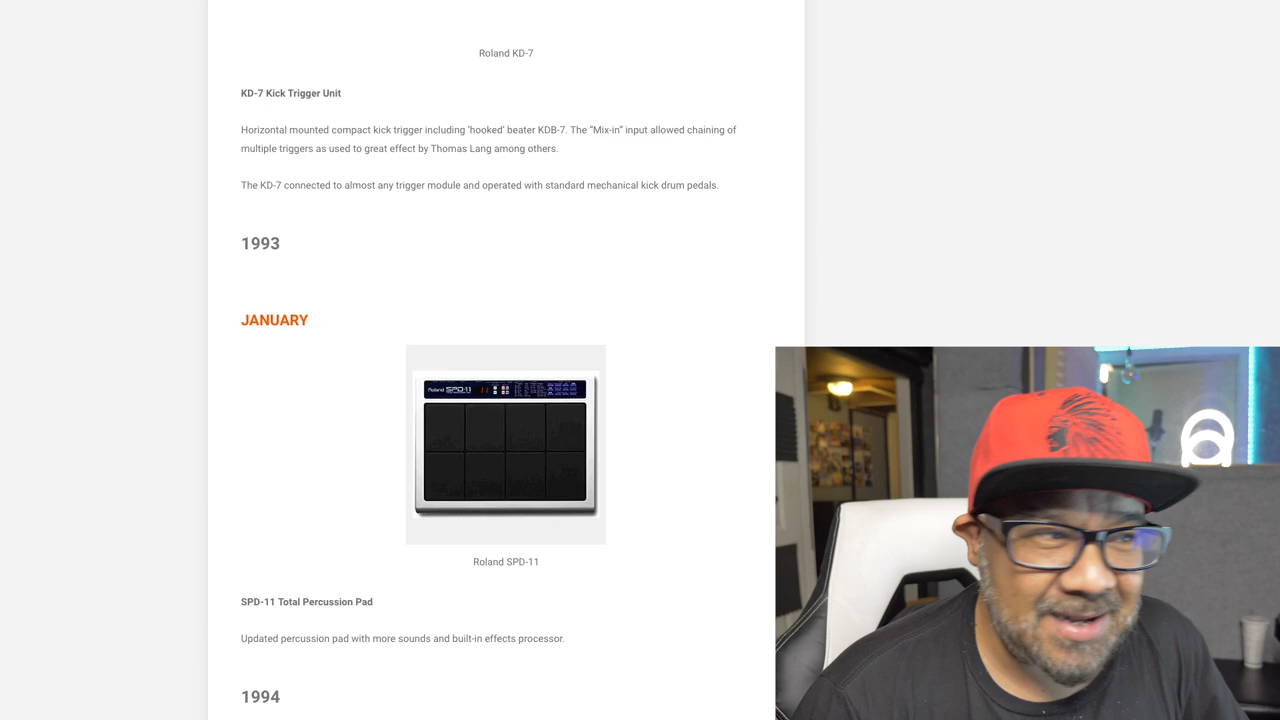 Roland KD-7
KD-7 Kick Trigger Unit
Horizontal mounted compact kick trigger including 'hooked' beater KDB-7. The “Mix-in” input allowed chaining of
multiple triggers as used to great effect by Thomas Lang among others.
The KD-7 connected to almost any trigger module and operated with standard mechanical kick drum pedals.
1993
JANUARY
Roland SPD-11
11
Roland SPD-11
SPD-11 Total Percussion Pad
Updated percussion pad with more sounds and built-in effects processor.
1994